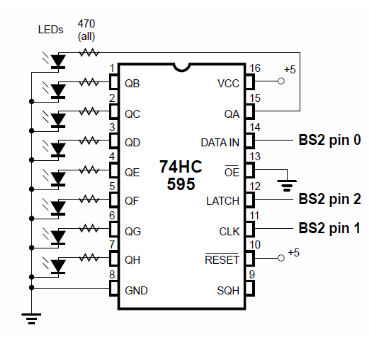 LEDs
470
(all)
1
QB
2
QC
3
QD
4
QE
5
QF
6
QG
7
QH
8
GND
74HC
595
16
VCC
+5
15
QA
14
DATA IN
BS2 pin 0
13
OE
12
LATCH
BS2 pin 2
11
CLK
BS2 pin 1
10
RESET
+5
9
SQH